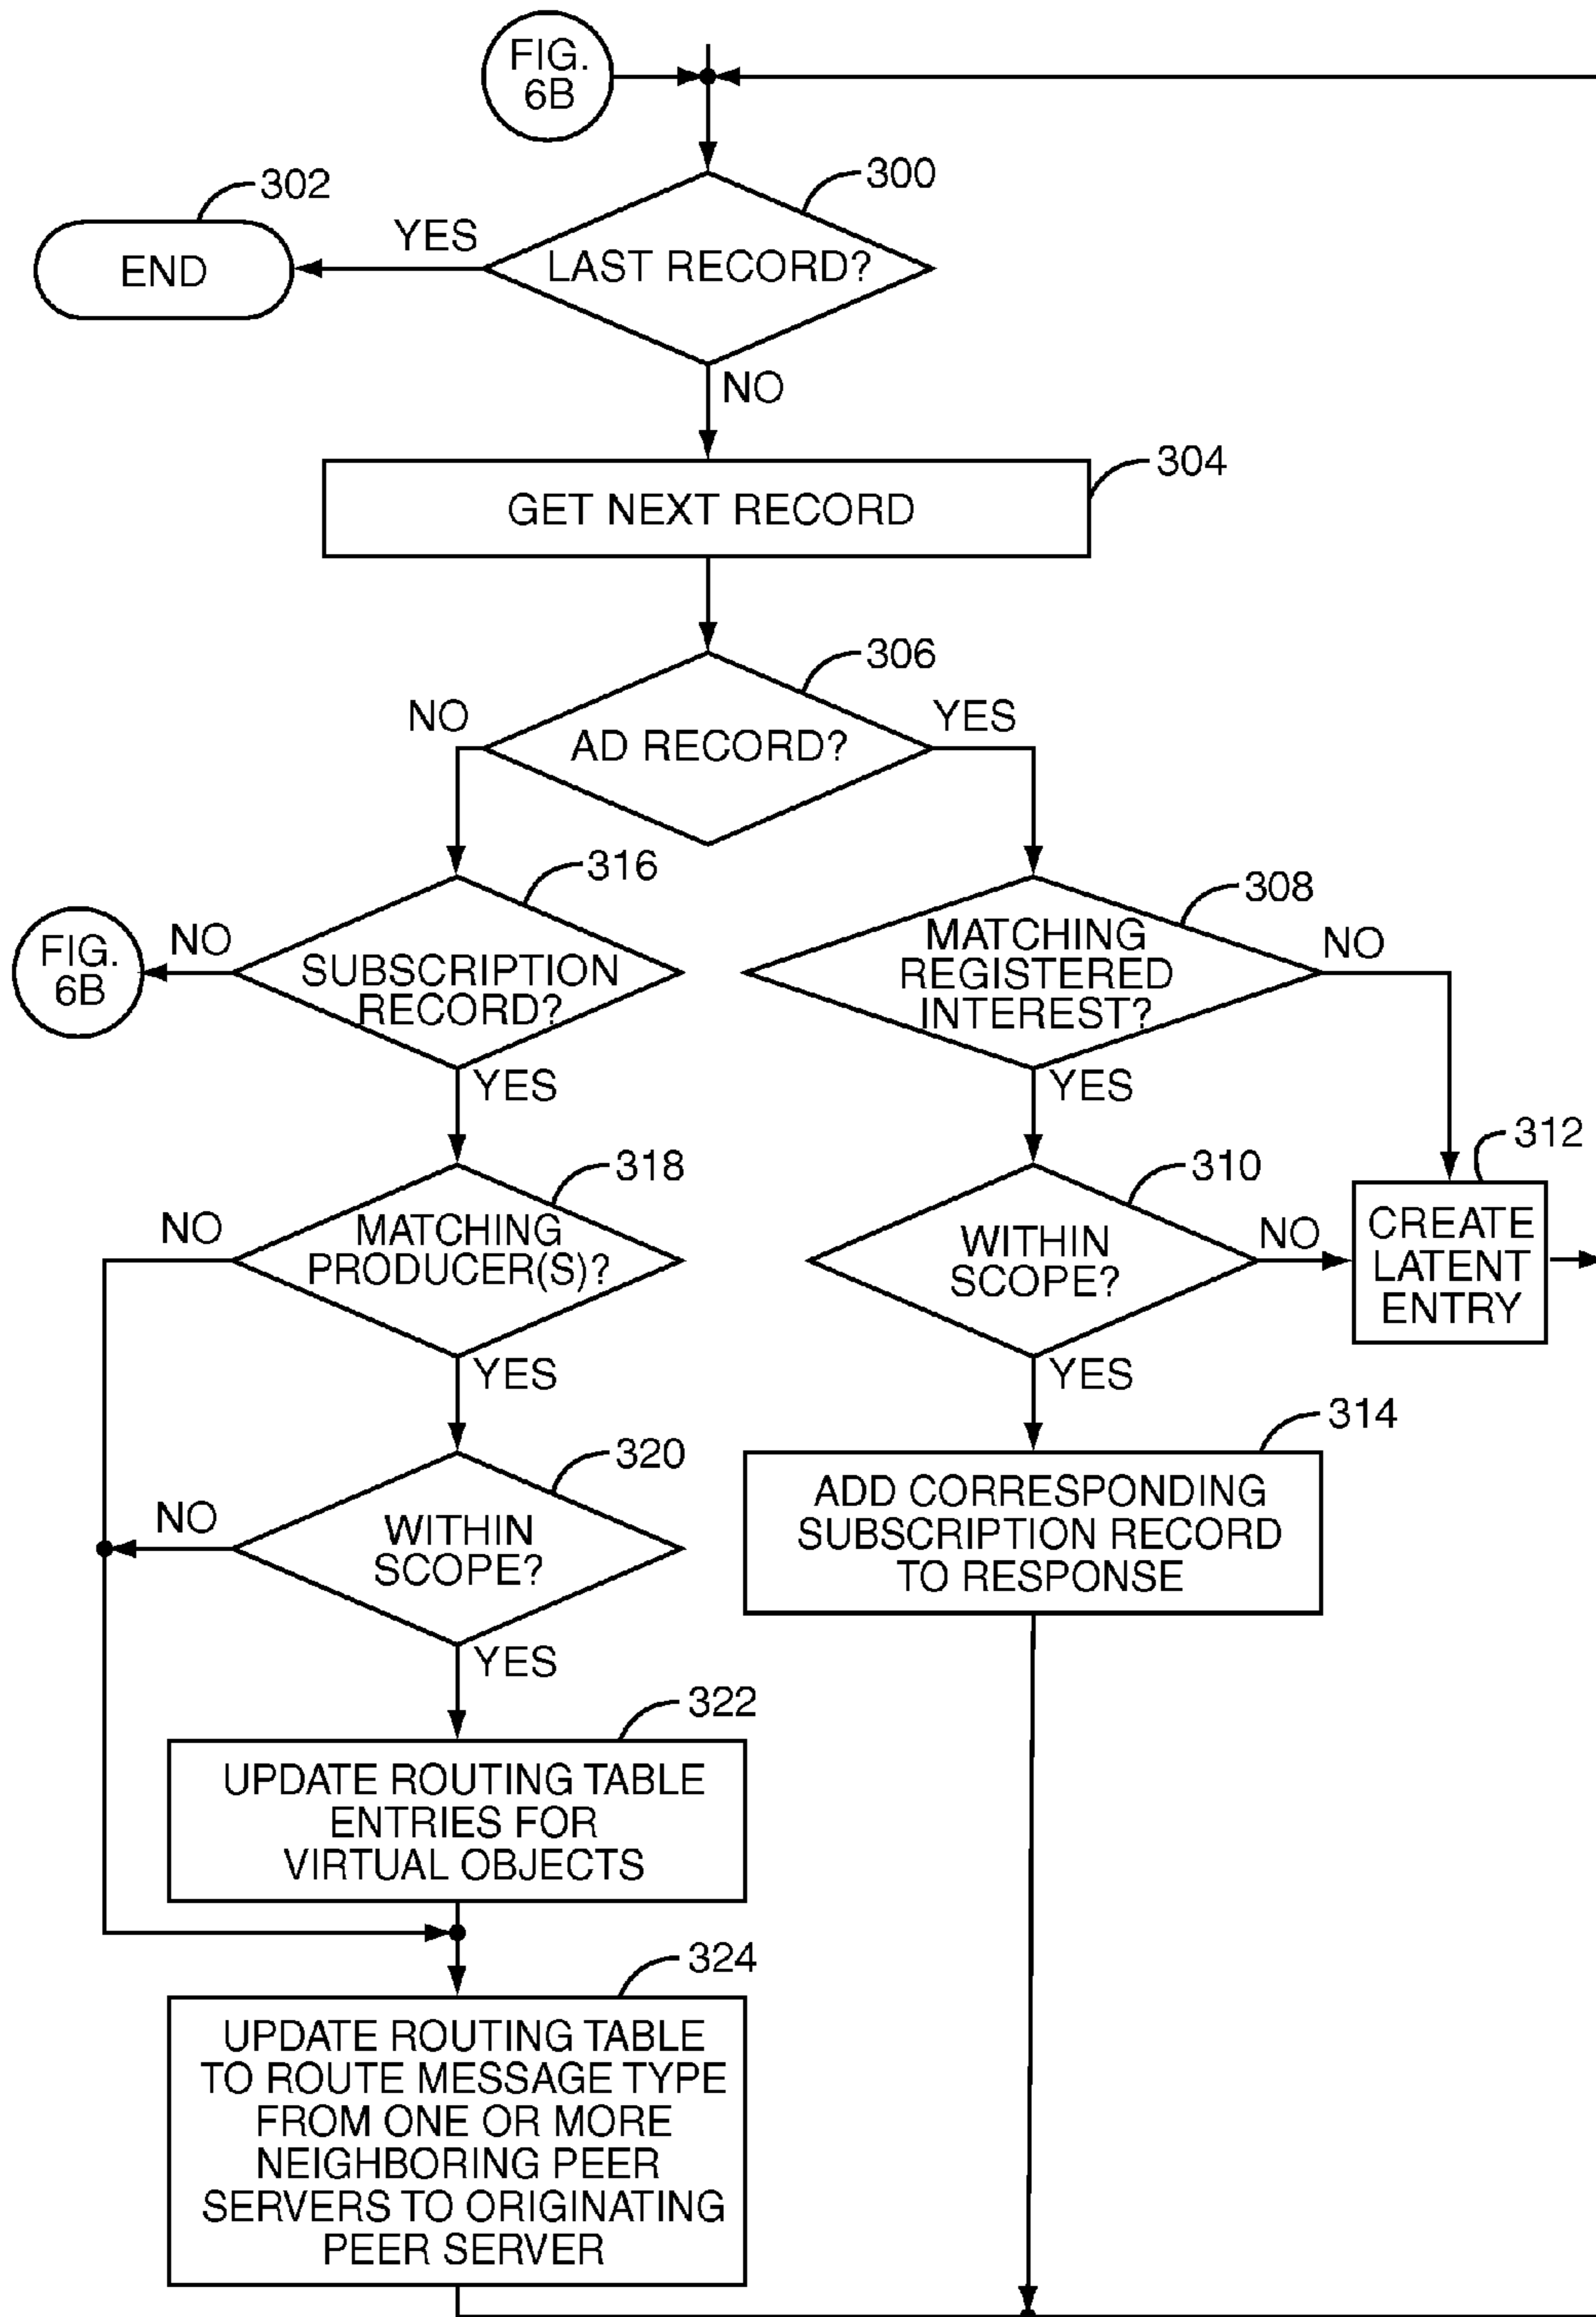 FIG.
6B
300
302
YES
END
LAST RECORD?
NO
304
GET NEXT RECORD
306
NO
YES
AD RECORD?
316
308
FIG.
6B
NO
SUBSCRIPTION
RECORD?
MATCHING
REGISTERED
INTEREST?
NO
YES
YES
318
310
312
NO
MATCHING
PRODUCER(S)?
WITHIN
SCOPE?
NO
CREATE
LATENT
ENTRY
YES
YES
320
314
NO
WITHIN
SCOPE?
ADD CORRESPONDING
SUBSCRIPTION RECORD
TO RESPONSE
YES
322
UPDATE ROUTING TABLE
ENTRIES FOR
VIRTUAL OBJECTS
324
UPDATE ROUTING TABLE
TO ROUTE MESSAGE TYPE
FROM ONE OR MORE
NEIGHBORING PEER
SERVERS TO ORIGINATING
PEER SERVER